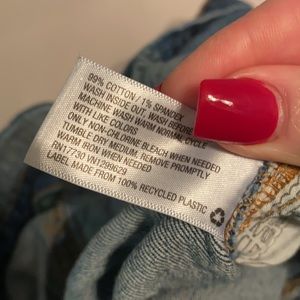 99% COTTON / 1% SPANDEX
WASH INSIDE OUT. WASH BEFORE
MACHINE WASH WARM NORMAL CYCLE
WITH LIKE COLORS
ONLY NON-CHLORINE BLEACH WHEN NEEDED
TUMBLE DRY MEDIUM. REMOVE PROMPTLY
WARM IRON WHEN NEEDED
RN17730 VN1298629
LABEL MADE FROM 100% RECYCLED PLASTIC